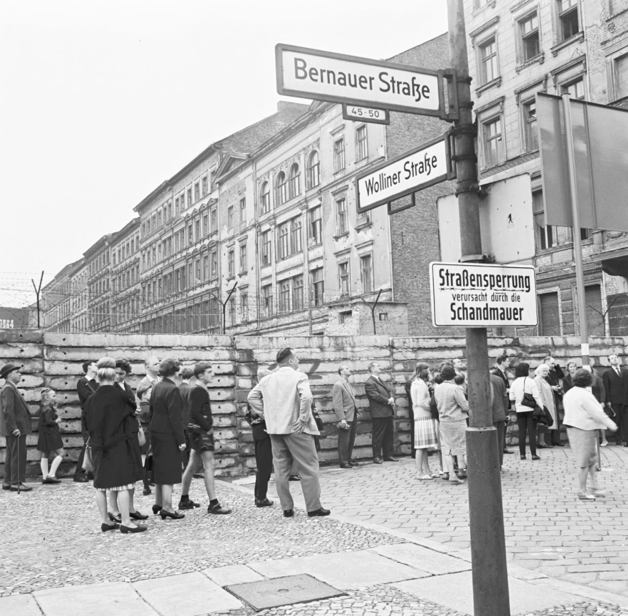 Bernauer Straße
45-50
Wolliner Straße
Straßensperrung
verursacht durch die
Schandmauer